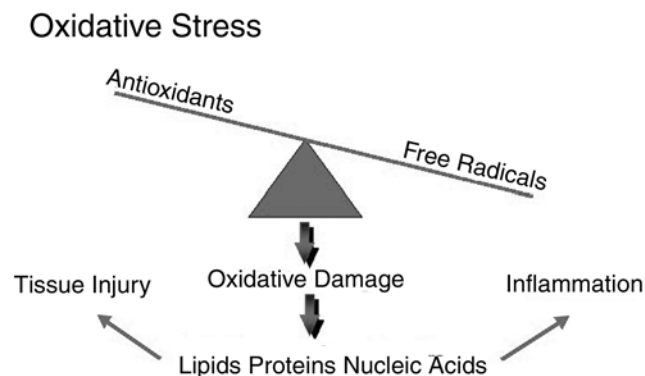 Oxidative Stress
Antioxidants
Free Radicals
Oxidative Damage
Tissue Injury
Inflammation
Lipids Proteins Nucleic Acids